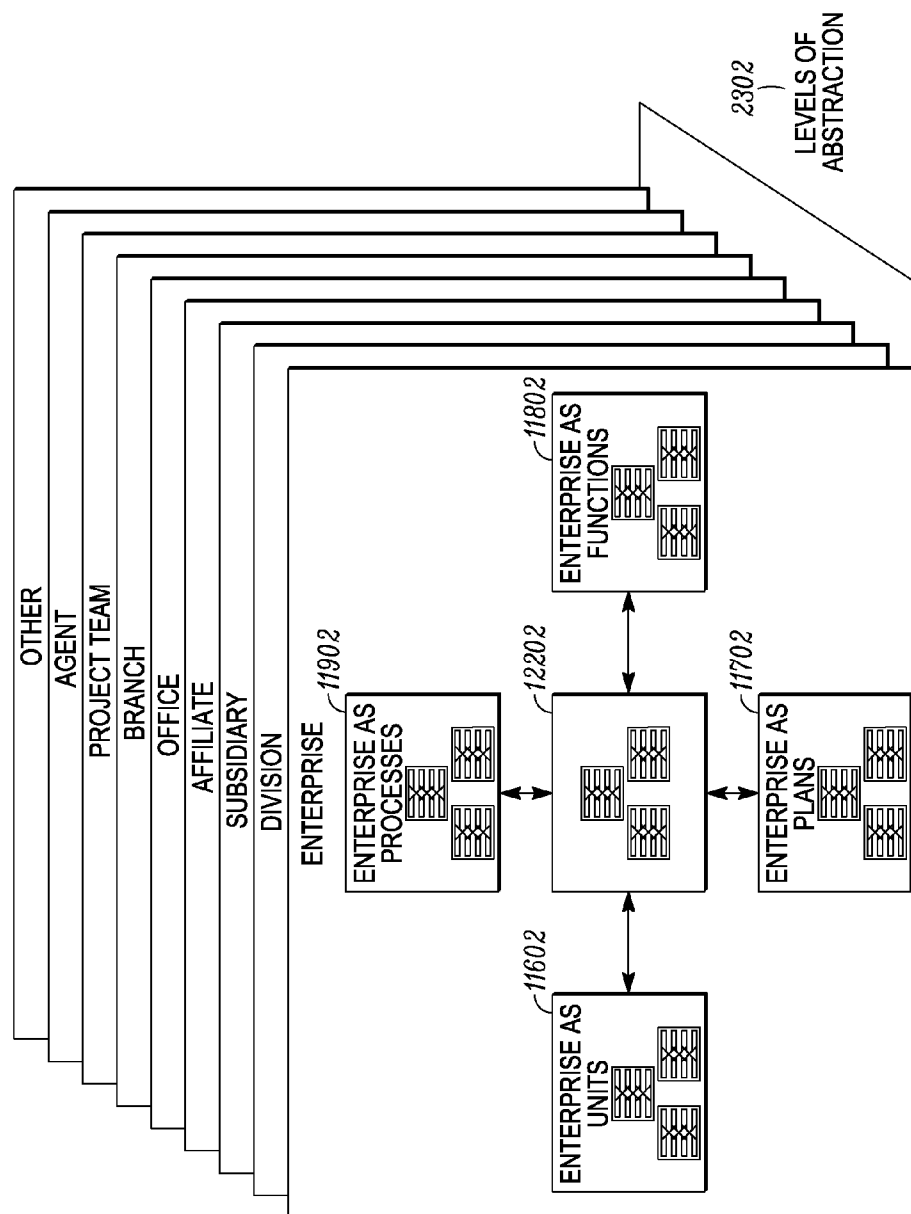 OTHER
AGENT
PROJECT TEAM
BRANCH
OFFICE
AFFILIATE
SUBSIDIARY
DIVISION
ENTERPRISE
11902
ENTERPRISE AS
PROCESSES
11602
ENTERPRISE AS
UNITS
12202
11802
ENTERPRISE AS
FUNCTIONS
11702
ENTERPRISE AS
PLANS
2302
LEVELS OF
ABSTRACTION